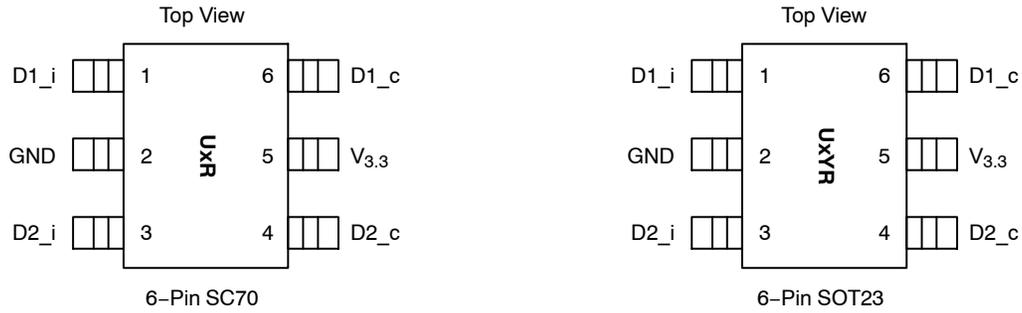 Top View
D1_i 1 6 D1_c
GND 2 UxR 5 V3.3
D2_i 3 4 D2_c
6–Pin SC70
Top View
D1_i 1 6 D1_c
GND 2 UxYR 5 V3.3
D2_i 3 4 D2_c
6–Pin SOT23